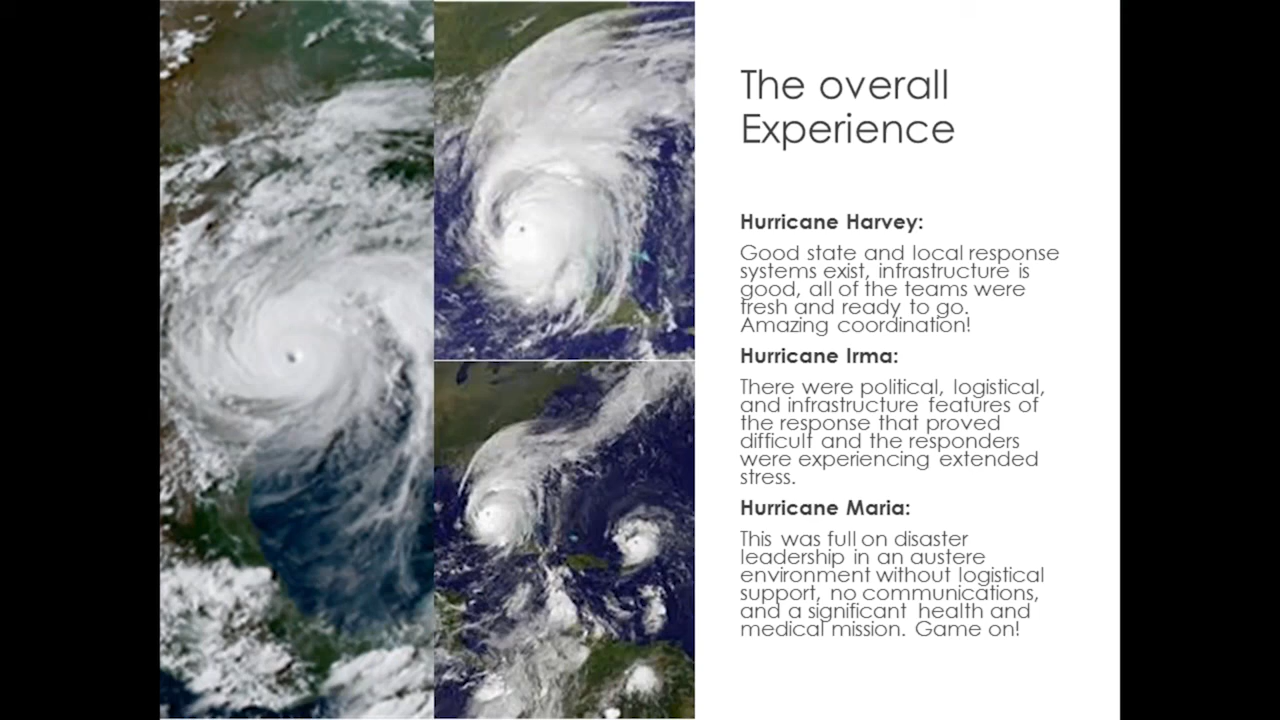 The overall
Experience
Hurricane Harvey:
Good state and local response
systems exist, infrastructure is
good, all of the teams were
fresh and ready to go.
Amazing coordination!
Hurricane Irma:
There were political, logistical,
and infrastructure features of
the response that proved
difficult and the responders
were experiencing extended
stress.
Hurricane Maria:
This was full on disaster
leadership in an austere
environment without logistical
support, no communications,
and a significant health and
medical mission. Game on!